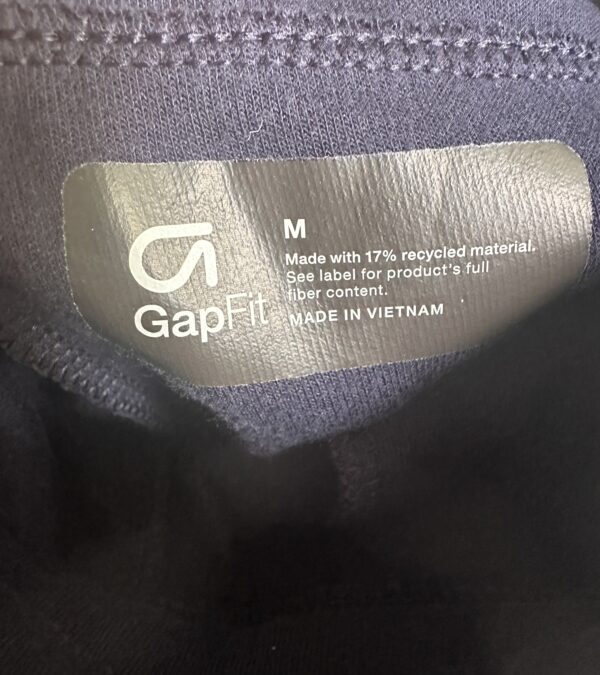 M
Made with 17% recycled material.
See label for product's full
fiber content.
MADE IN VIETNAM
GapFit